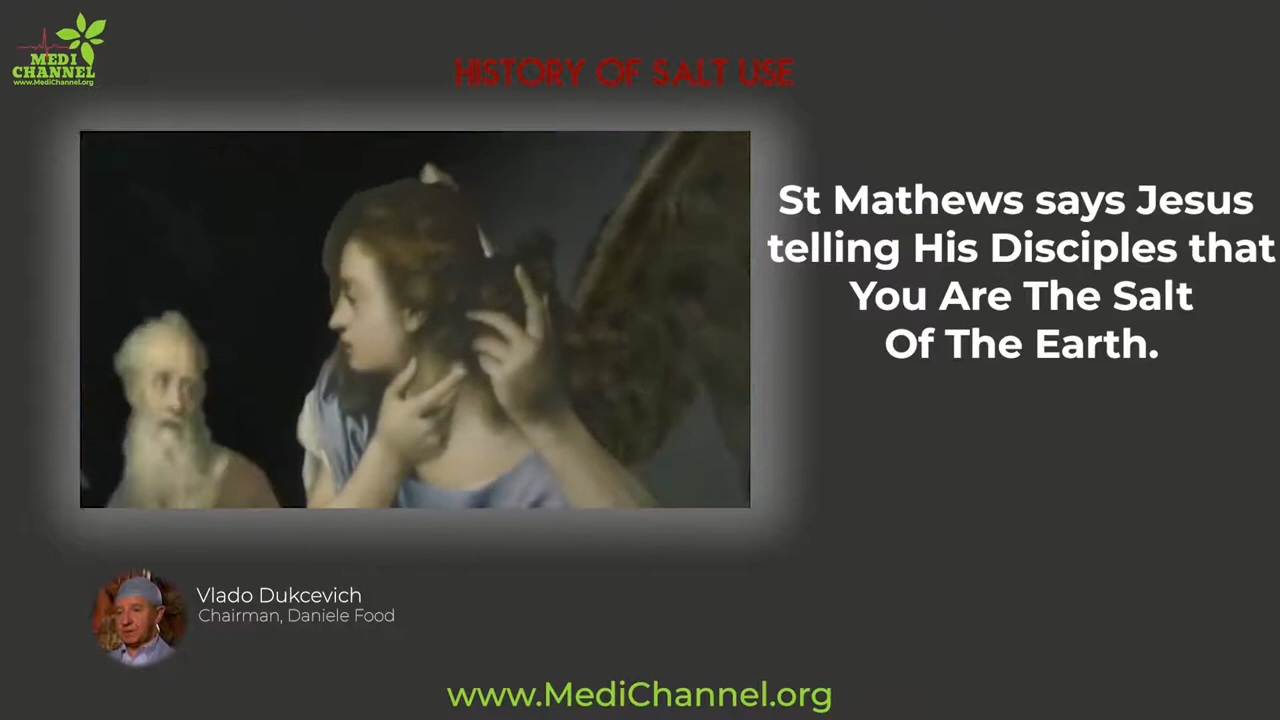 MEDI
CHANNEL
www.MediChannel.org
HISTORY OF SALT USE
St Mathews says Jesus
telling His Disciples that
You Are The Salt
Of The Earth.
Vlado Dukcevich
Chairman, Daniele Food
www.MediChannel.org